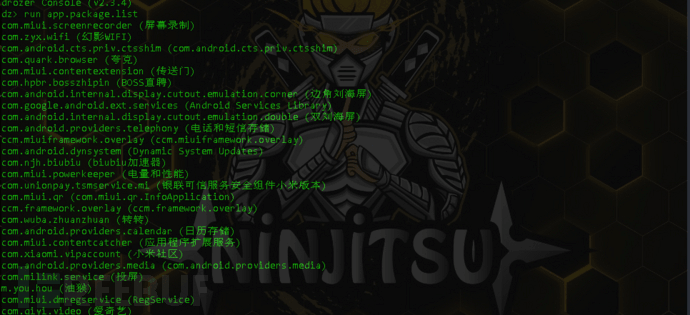 drozer Console (v2.3.4)
dz> run app.package.list
com.miui.screenrecorder (屏幕录制)
com.zyx.wifi (幻影WIFI)
com.android.cts.priv.ctsshim (com.android.cts.priv.ctsshim)
com.quark.browser (夸克)
com.miui.contentextension (传送门)
com.hpbr.bosszhipin (BOSS直聘)
com.android.internal.display.cutout.emulation.corner (边角刘海屏)
com.google.android.ext.services (Android Services Library)
com.android.internal.display.cutout.emulation.double (双刘海屏)
com.android.providers.telephony (电话和短信存储)
com.miuiframework.overlay (com.miuiframework.overlay)
com.android.dynsystem (Dynamic System Updates)
com.njh.biubiu (biubiu加速器)
com.miui.powerkeeper (电量和性能)
com.unionpay.tsmservice.mi (银联可信服务安全组件小米版本)
com.miui.qr (com.miui.qr.InfoApplication)
com.framework.overlay (com.framework.overlay)
com.wuba.zhuanzhuan (转转)
com.android.providers.calendar (日历存储)
com.miui.contentcatcher (应用程序扩展服务)
com.xiaomi.vipaccount (小米社区)
com.android.providers.media (com.android.providers.media)
com.milink.service (投屏)
m.you.hou (油猴)
com.miui.dmregservice (RegService)
com.qiyi.video (爱奇艺)
NINJITSU